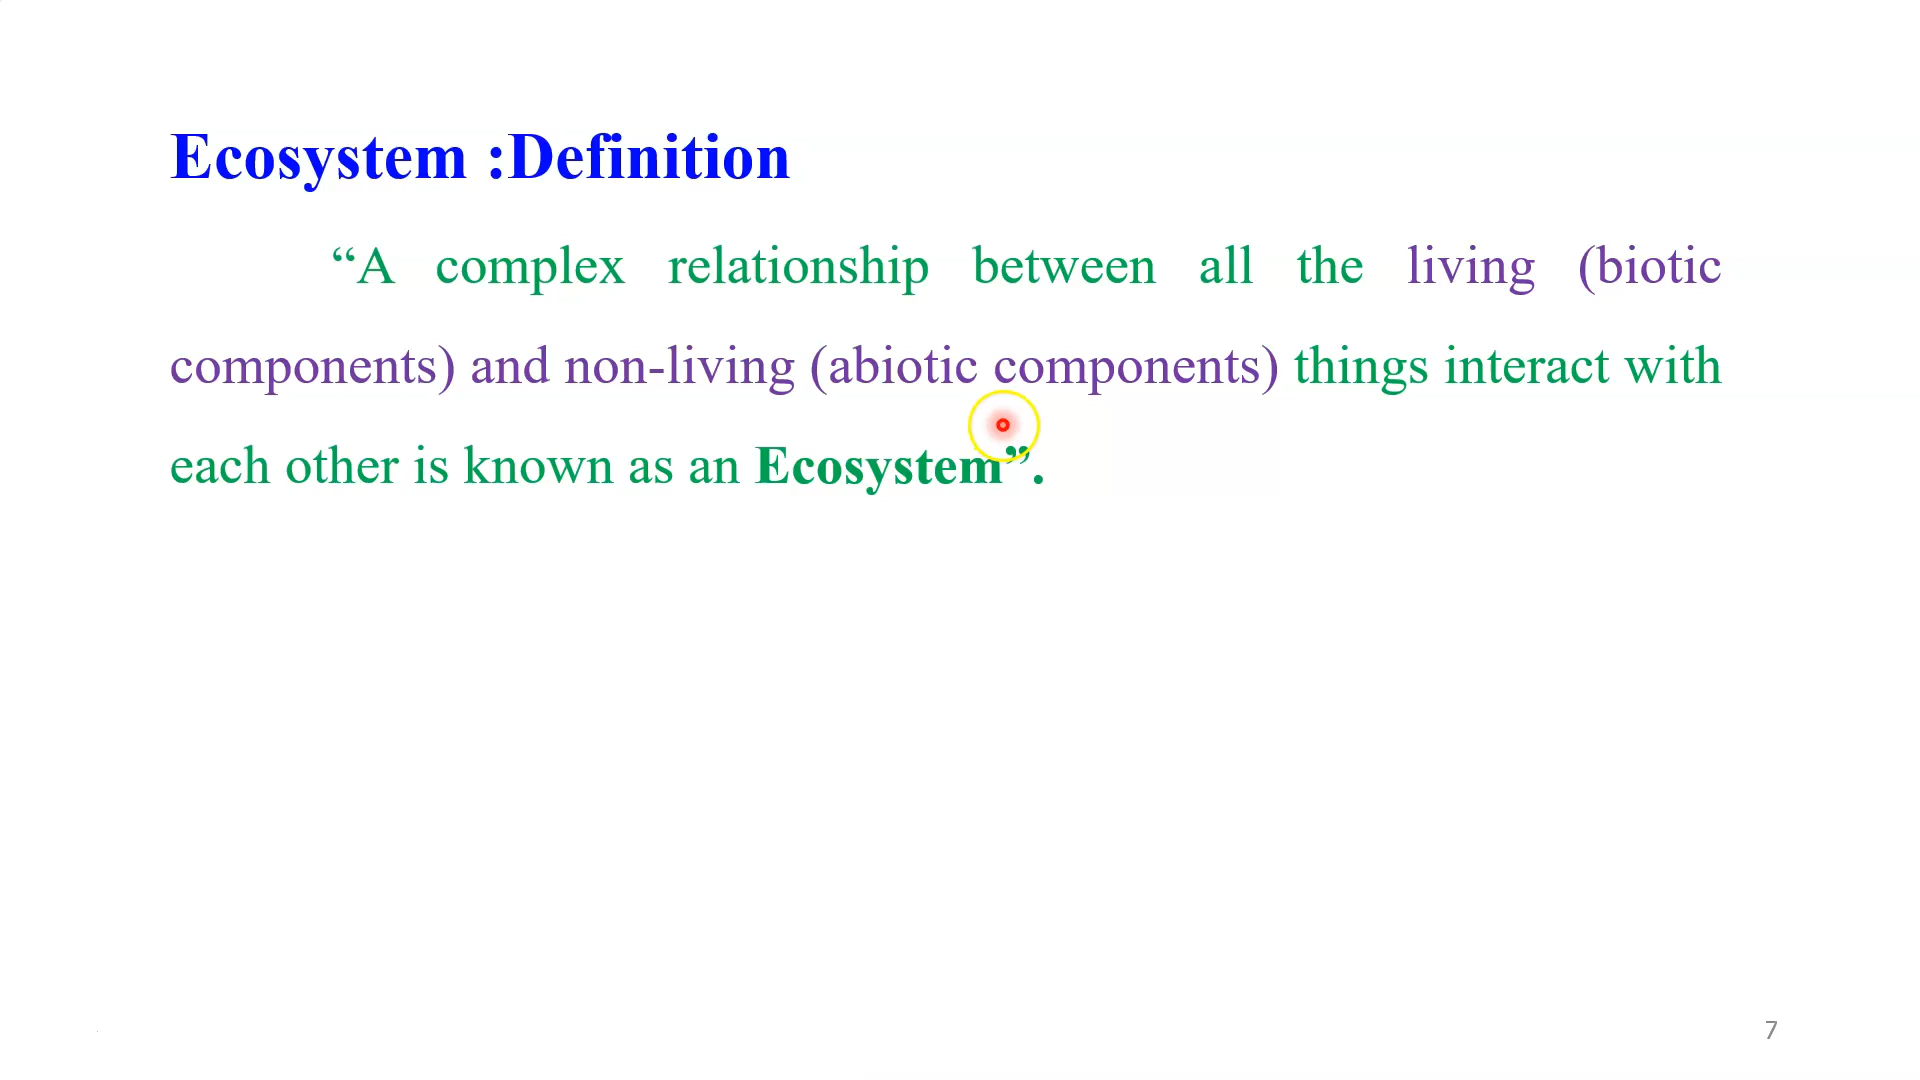 Ecosystem :Definition
“A complex relationship between all the living (biotic
components) and non-living (abiotic components) things interact with
each other is known as an Ecosystem”.
7